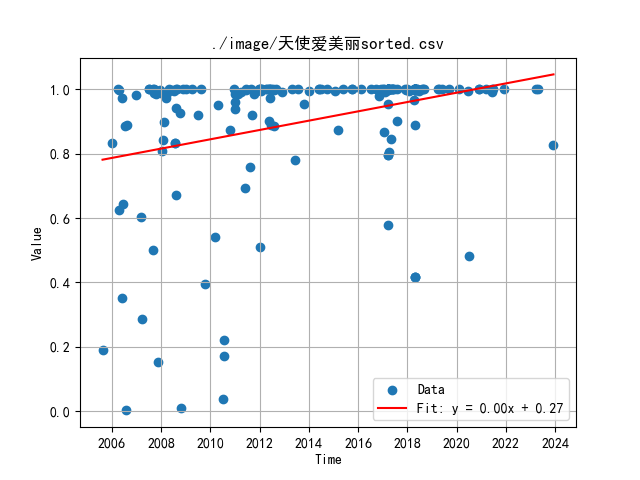 ./image/天使爱美丽sorted.csv
Value
1.0
0.8
0.6
0.4
0.2
0.0
Data
Fit: y = 0.00x + 0.27
2006 2008 2010 2012 2014 2016 2018 2020 2022 2024
Time